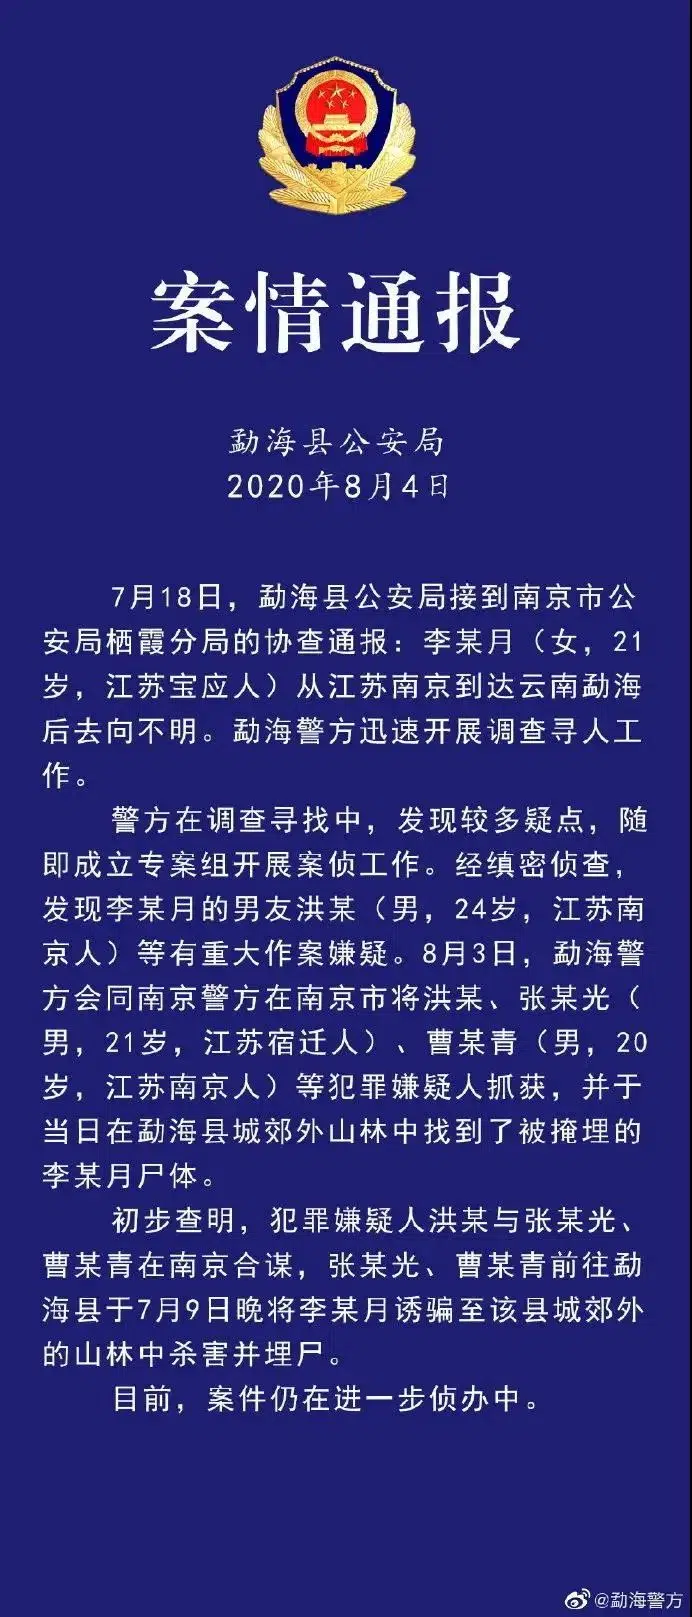 案情通报
勐海县公安局
2020年8月4日
7月18日，勐海县公安局接到南京市公
安局栖霞分局的协查通报：李某月（女，21
岁，江苏宝应人）从江苏南京到达云南勐海
后去向不明。勐海警方迅速开展调查寻人工
作。
警方在调查寻找中，发现较多疑点，随
即成立专案组开展案侦工作。经缜密侦查，
发现李某月的男友洪某（男，24岁，江苏南
京人）等有重大作案嫌疑。8月3日，勐海警
方会同南京警方在南京市将洪某、张某光（
男，21岁，江苏宿迁人）、曹某青（男，20
岁，江苏南京人）等犯罪嫌疑人抓获，并于
当日在勐海县城郊外山林中找到了被掩埋的
李某月尸体。
初步查明，犯罪嫌疑人洪某与张某光、
曹某青在南京合谋，张某光、曹某青前往勐
海县于7月9日晚将李某月诱骗至该县城郊外
的山林中杀害并埋尸。
目前，案件仍在进一步侦办中。
@勐海警方